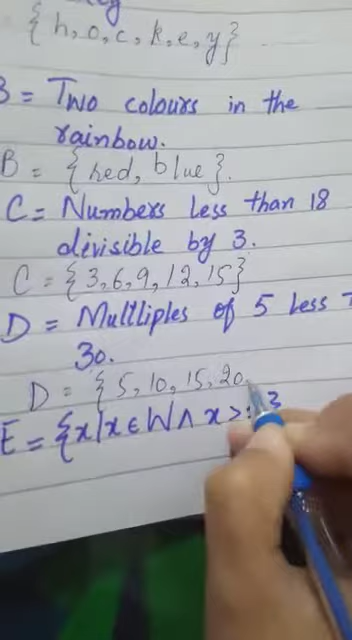 {h, o, c, k, e, y}
B = Two colours in the
rainbow.
B = {red, blue}.
C = Numbers less than 18
divisible by 3.
C = {3, 6, 9, 12, 15}
D = Multiples of 5 less
30.
D = {5, 10, 15, 20,
E = {x/x ∈ W ∧ x > 3